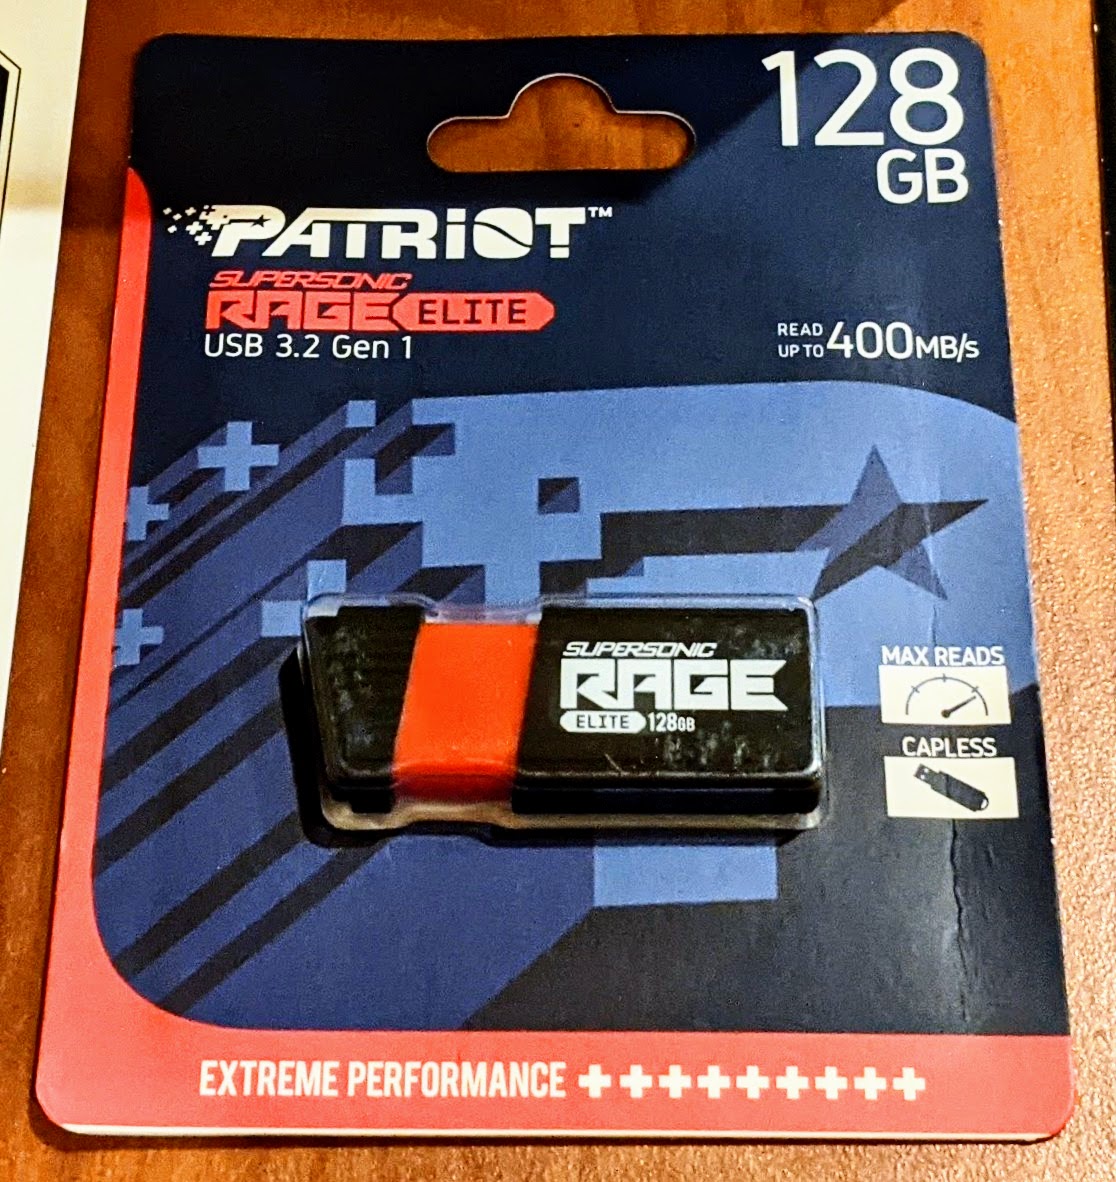 128
GB
PATRiOT™
SUPERSONIC
RAGE ELITE
USB 3.2 Gen 1
READ
UP TO 400MB/s
SUPERSONIC
RAGE
ELITE 128GB
MAX READS
CAPLESS
EXTREME PERFORMANCE +++++++++